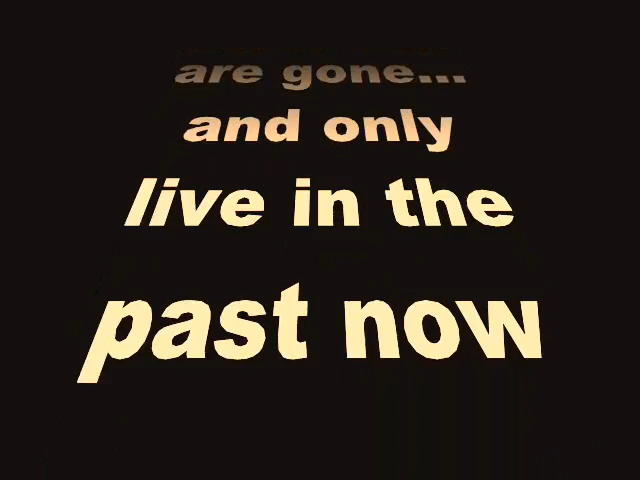 are gone...
and only
live in the
past now